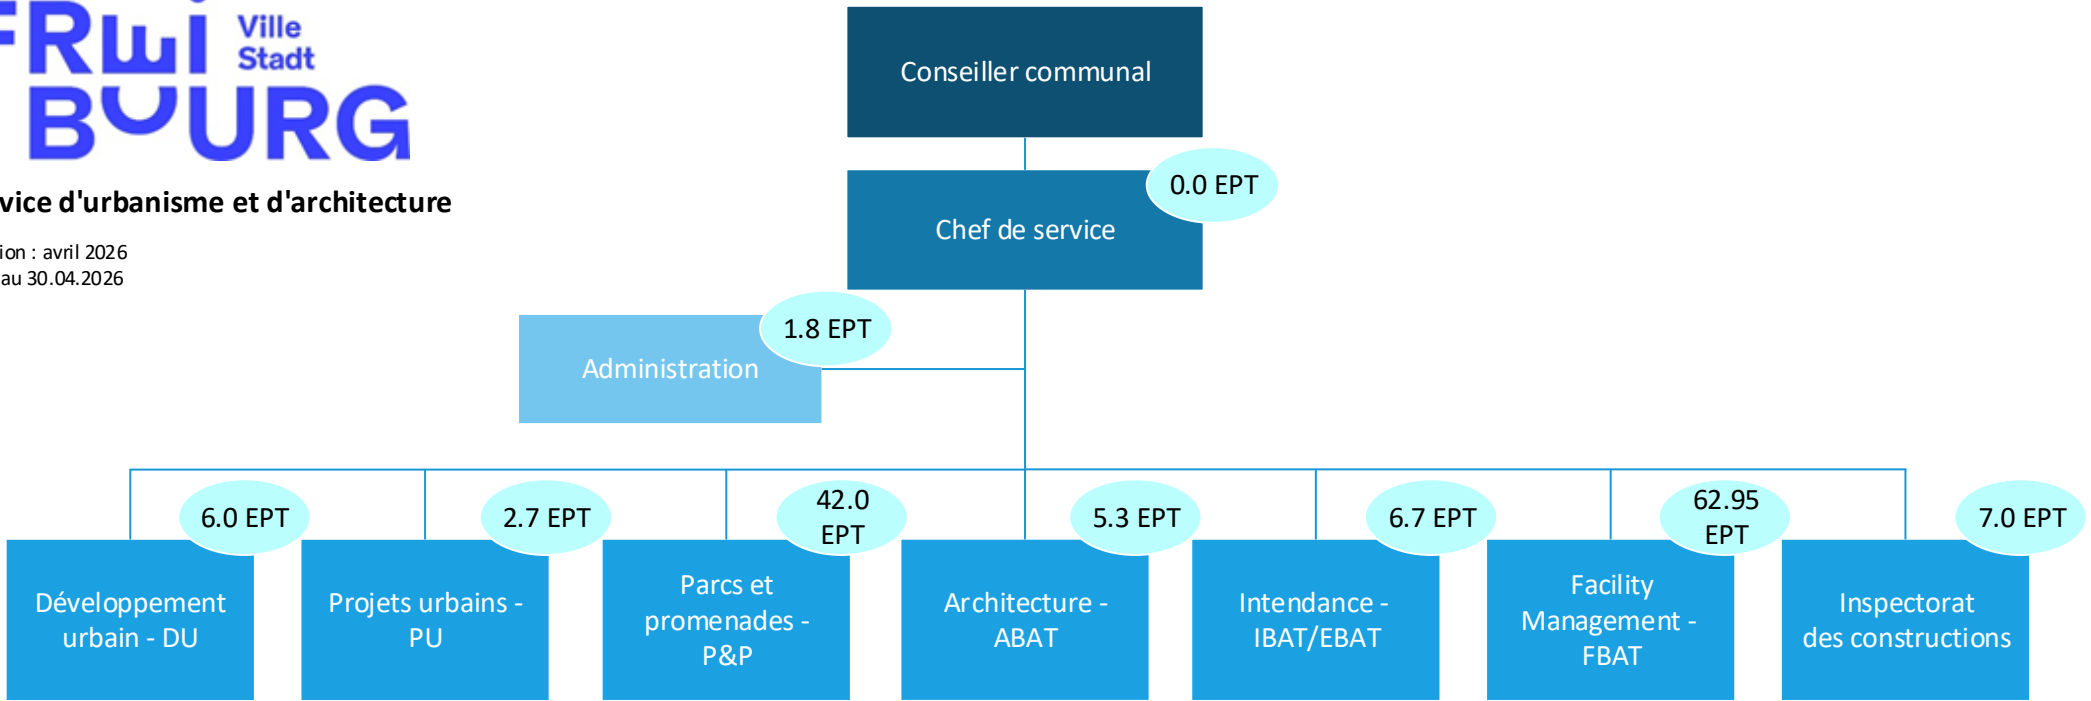 FREI Ville
Stadt
BOURG
vice d'urbanisme et d'architecture
ion : avril 2026
au 30.04.2026
Conseiller communal
0.0 EPT
Chef de service
1.8 EPT
Administration
6.0 EPT
Développement
urbain - DU
2.7 EPT
Projets urbains -
PU
42.0
EPT
Parcs et
promenades -
P&P
5.3 EPT
Architecture -
ABAT
6.7 EPT
Intendance -
IBAT/EBAT
62.95
EPT
Facility
Management -
FBAT
7.0 EPT
Inspectorat
des constructions